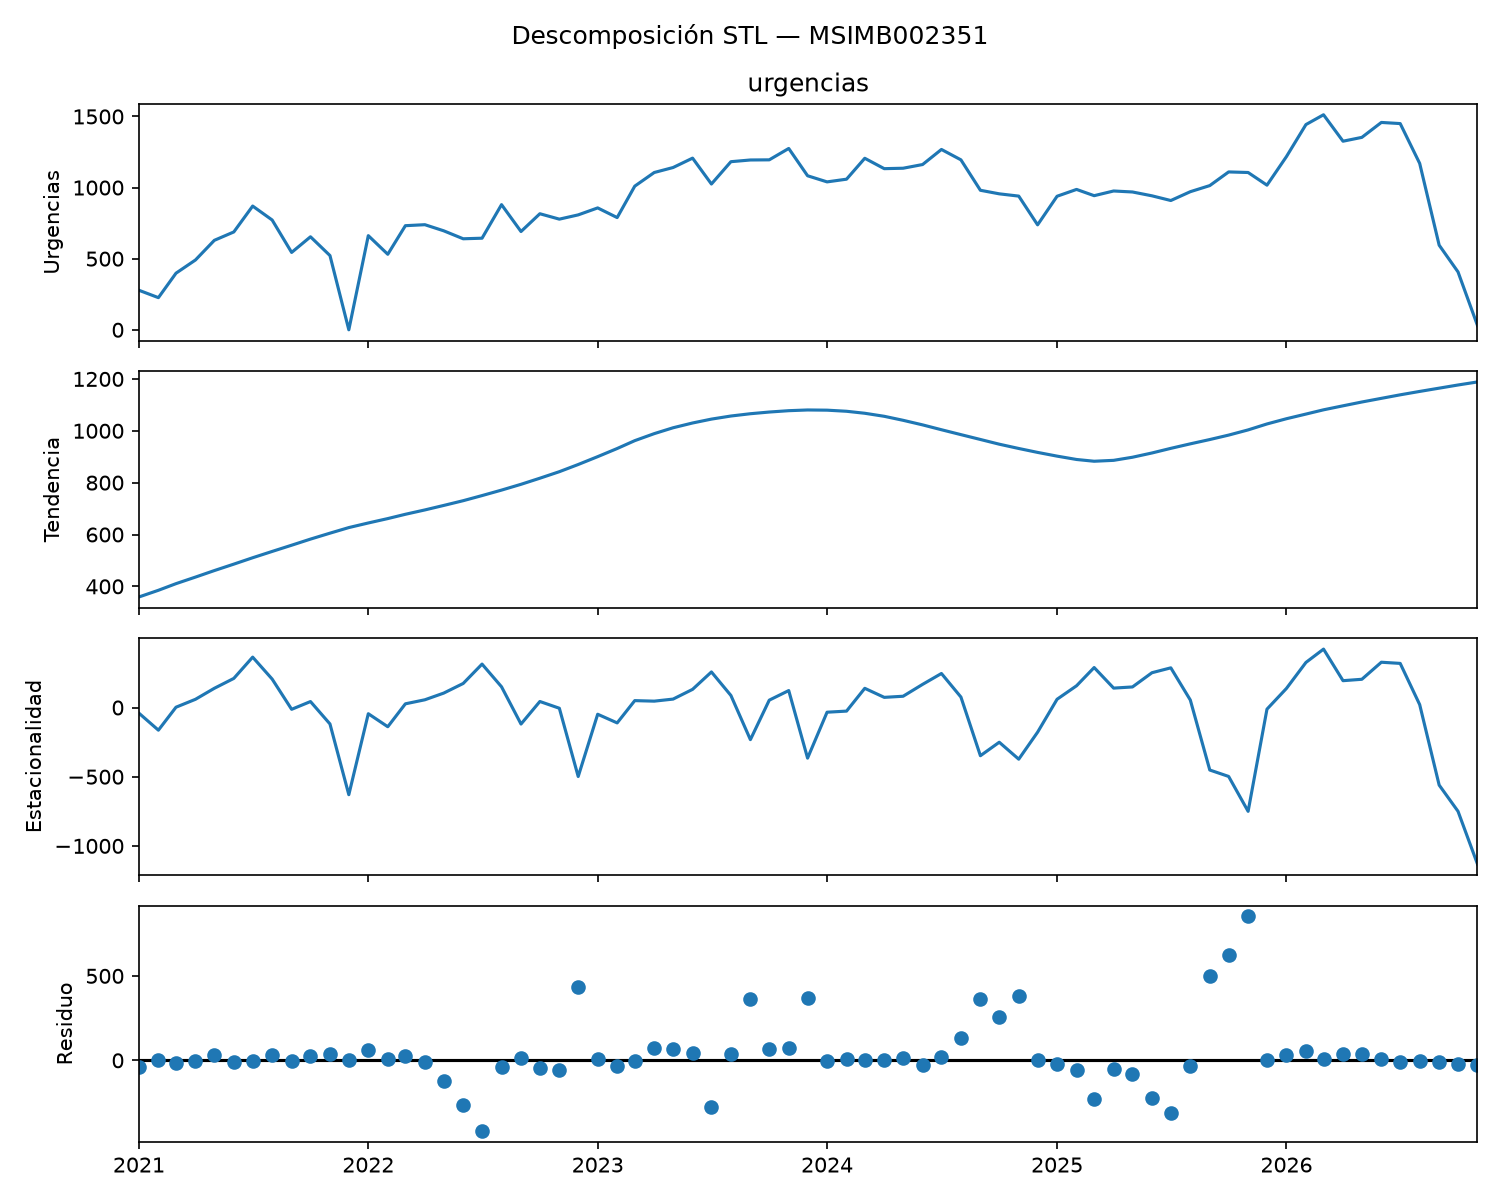 Descomposición STL — MSIMB002351
urgencias
Urgencias
1500
1000
500
0
Tendencia
1200
1000
800
600
400
Estacionalidad
0
−500
−1000
Residuo
500
0
2021 2022 2023 2024 2025 2026